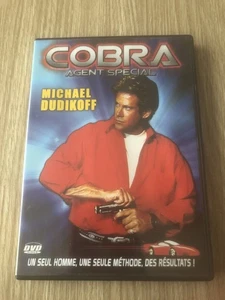 COBRA
AGENT SPECIAL
MICHAEL
DUDIKOFF
DVD
UN SEUL HOMME, UNE SEULE MÉTHODE, DES RÉSULTATS !